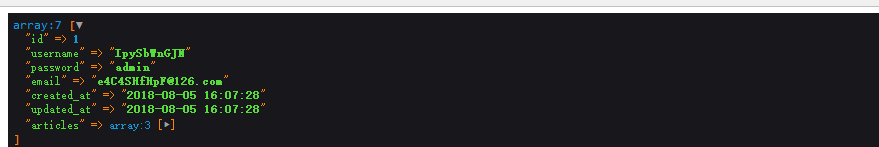 array:7 [▼
"id" => 1
"username" => "IpySbWnGJN"
"password" => "admin"
"email" => "e4C4SHfHpF@126.com"
"created_at" => "2018-08-05 16:07:28"
"updated_at" => "2018-08-05 16:07:28"
"articles" => array:3 [▶]
]